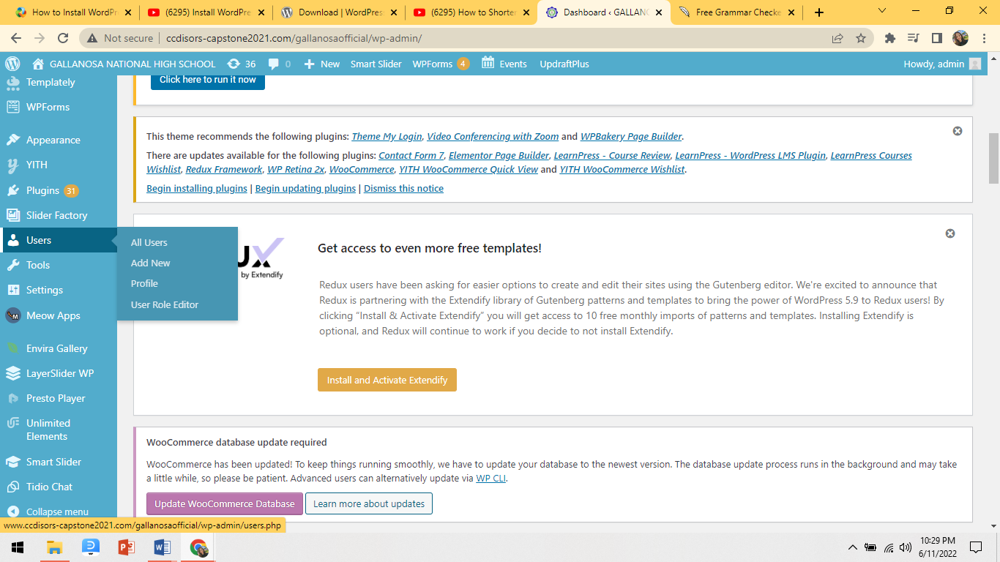 How to Install WordPr
(6295) Install WordPre
Download | WordPress
(6295) How to Shorter
Dashboard ‹ GALLANO
Free Grammar Checke
Not secure
ccdisors-capstone2021.com/gallanosaofficial/wp-admin/
GALLANOSA NATIONAL HIGH SCHOOL
36
0
New
Smart Slider
WPForms 4
Events
UpdraftPlus
Howdy, admin
Templately
WPForms
Appearance
YITH
Plugins 31
Slider Factory
Users
Tools
Settings
Meow Apps
Envira Gallery
LayerSlider WP
Presto Player
Unlimited
Elements
Smart Slider
Tidio Chat
Collapse menu
All Users
Add New
Profile
User Role Editor
Click here to run it now
This theme recommends the following plugins: Theme My Login, Video Conferencing with Zoom and WPBakery Page Builder.
There are updates available for the following plugins: Contact Form 7, Elementor Page Builder, LearnPress - Course Review, LearnPress - WordPress LMS Plugin, LearnPress Courses
Wishlist, Redux Framework, WP Retina 2x, WooCommerce, YITH WooCommerce Quick View and YITH WooCommerce Wishlist.
Begin installing plugins | Begin updating plugins | Dismiss this notice
UX
by Extendify
Get access to even more free templates!
Redux users have been asking for easier options to create and edit their sites using the Gutenberg editor. We're excited to announce that
Redux is partnering with the Extendify library of Gutenberg patterns and templates to bring the power of WordPress 5.9 to Redux users! By
clicking “Install & Activate Extendify” you will get access to 10 free monthly imports of patterns and templates. Installing Extendify is
optional, and Redux will continue to work if you decide to not install Extendify.
Install and Activate Extendify
WooCommerce database update required
WooCommerce has been updated! To keep things running smoothly, we have to update your database to the newest version. The database update process runs in the background and may take
a little while, so please be patient. Advanced users can alternatively update via WP CLI.
Update WooCommerce Database
Learn more about updates
www.ccdisors-capstone2021.com/gallanosaofficial/wp-admin/users.php
10:29 PM
6/11/2022